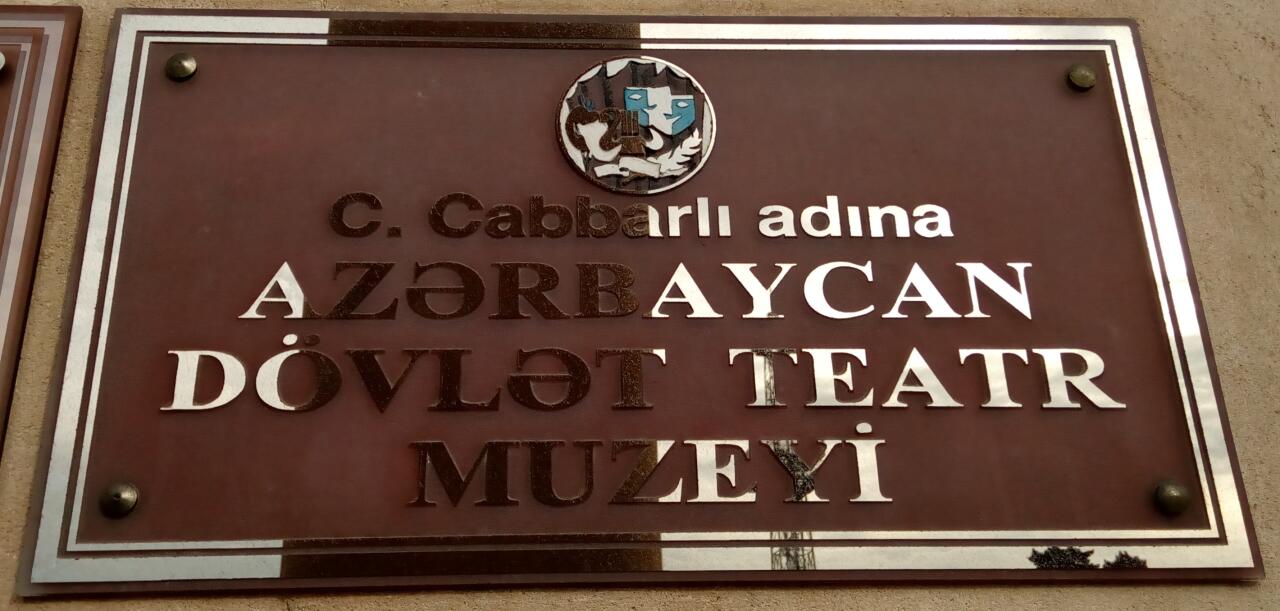 C. Cabbarlı adına
AZƏRBAYCAN
DÖVLƏT TEATR
MUZEYİ